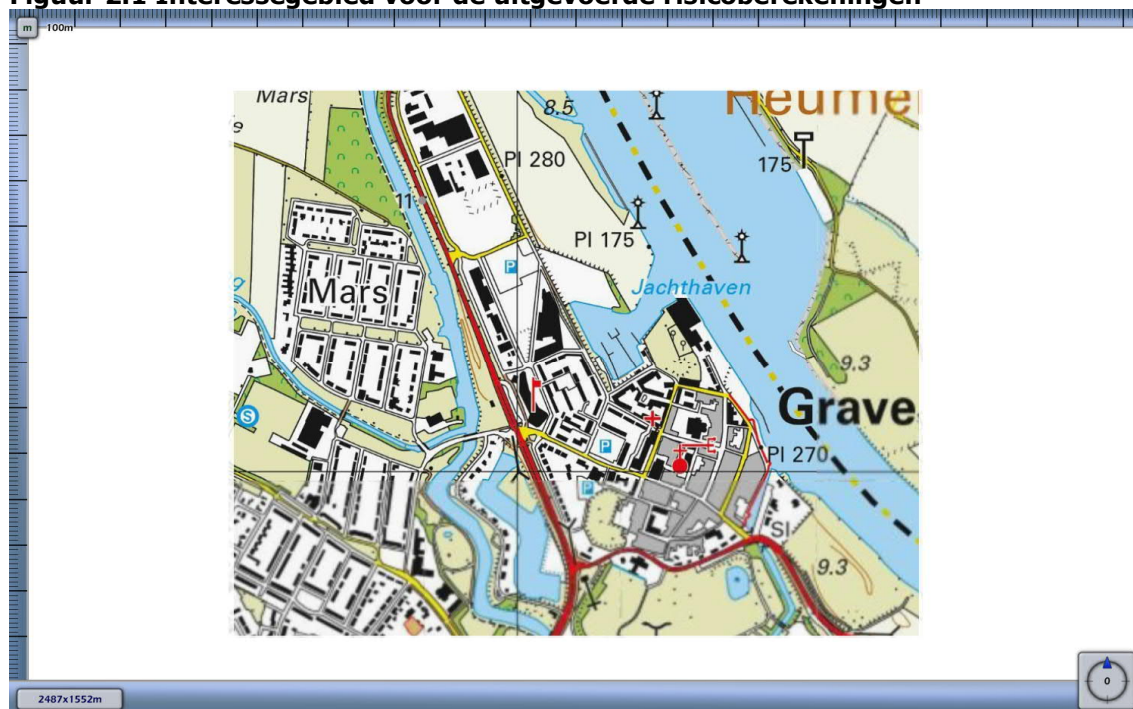 Figuur 2.1 Interessegebied voor de uitgevoerde risicoberekeningen
m
100m
Mars
8.5
Heume
e
PI 280
175
11
PI 175
P
Mars
Jachthaven
g
9.3
S
Grave
P
PI 270
P
SI
9.3
0
2487x1552m